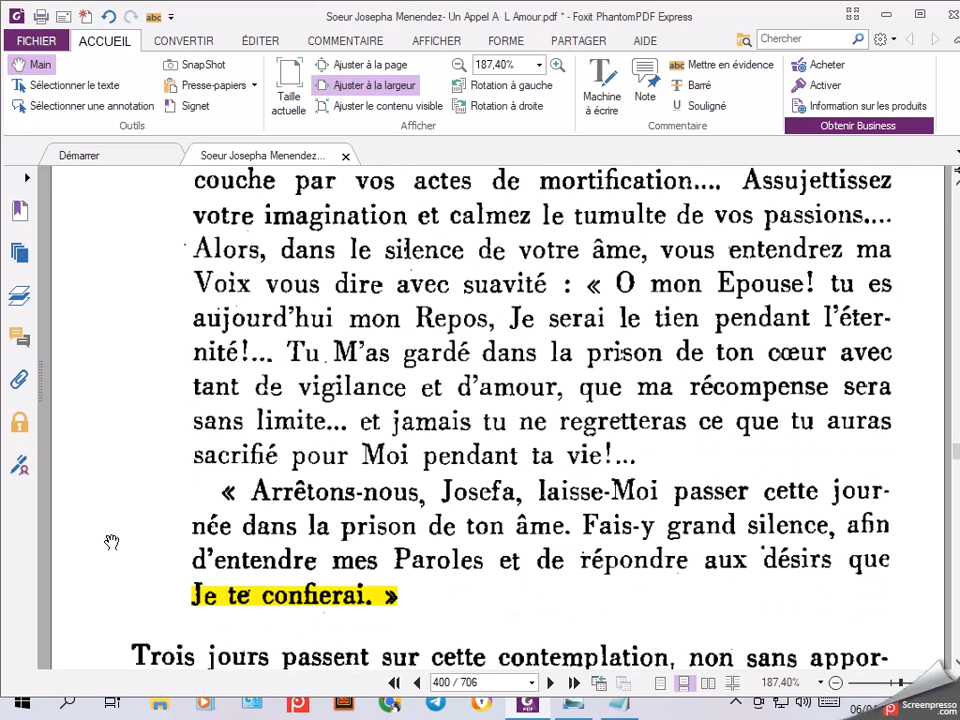 Soeur Josepha Menendez- Un Appel A L Amour.pdf * - Foxit PhantomPDF Express
FICHIER ACCUEIL CONVERTIR ÉDITER COMMENTAIRE AFFICHER FORME PARTAGER AIDE Chercher
Main SnapShot Ajuster à la page 187,40% Mettre en évidence Acheter
Sélectionner le texte Presse-papiers Ajuster à la largeur Rotation à gauche Barré Activer
Sélectionner une annotation Signet Taille actuelle Ajuster le contenu visible Rotation à droite Machine à écrire Note Souligné Information sur les produits
Outils Afficher Commentaire Obtenir Business
Démarrer Soeur Josepha Menendez...
couche par vos actes de mortification.... Assujettissez
votre imagination et calmez le tumulte de vos passions....
Alors, dans le silence de votre âme, vous entendrez ma
Voix vous dire avec suavité : « O mon Epouse! tu es
aujourd'hui mon Repos, Je serai le tien pendant l'éter-
nité!... Tu M'as gardé dans la prison de ton cœur avec
tant de vigilance et d'amour, que ma récompense sera
sans limite... et jamais tu ne regretteras ce que tu auras
sacrifié pour Moi pendant ta vie!...
« Arrêtons-nous, Josefa, laisse-Moi passer cette jour-
née dans la prison de ton âme. Fais-y grand silence, afin
d'entendre mes Paroles et de répondre aux désirs que
Je te confierai. »
Trois jours passent sur cette contemplation, non sans appor-
400 / 706 187,40%
Screenpresso
.com